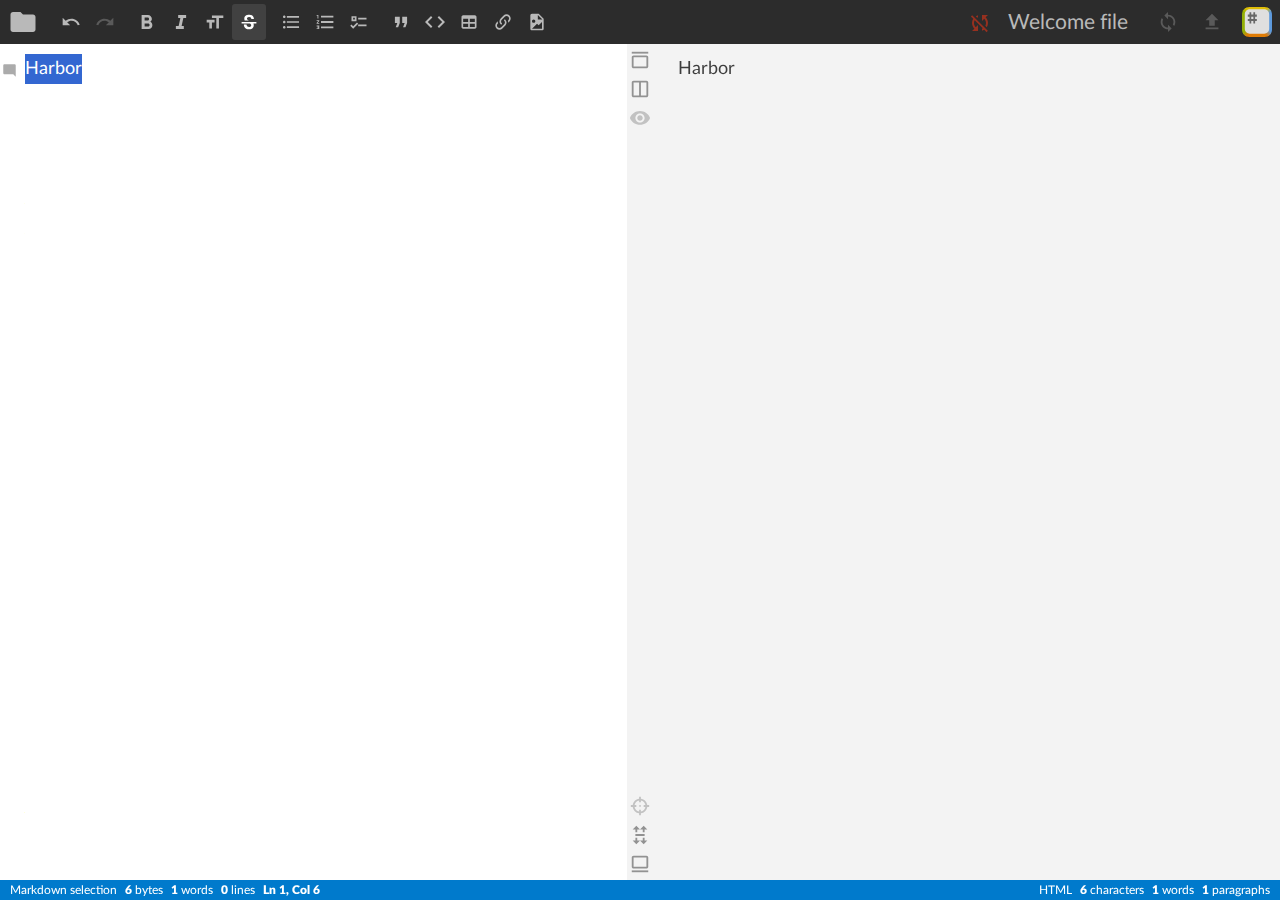 Welcome file
Harbor
Harbor
Markdown selection 6 bytes 1 words 0 lines Ln 1, Col 6
HTML 6 characters 1 words 1 paragraphs